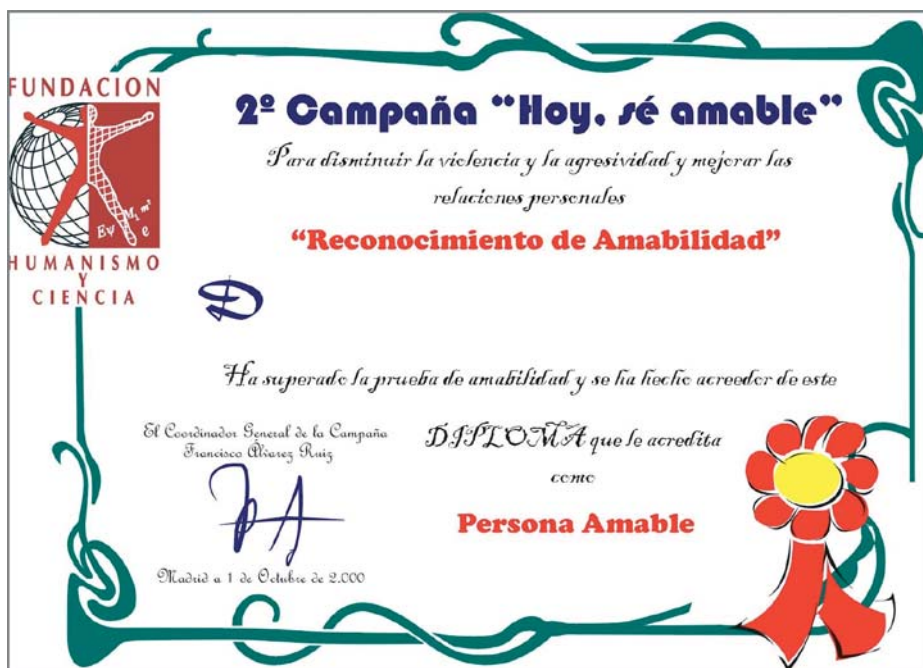 FUNDACION
HUMANISMO
Y
CIENCIA
2º Campaña “Hoy, sé amable”
Para disminuir la violencia y la agresividad y mejorar las
relaciones personales
“Reconocimiento de Amabilidad”
D
Ha superado la prueba de amabilidad y se ha hecho acreedor de este
DIPLOMA que le acredita
como
Persona Amable
El Coordinador General de la Campaña
Francisco Álvarez Ruiz
Madrid a 1 de Octubre de 2.000